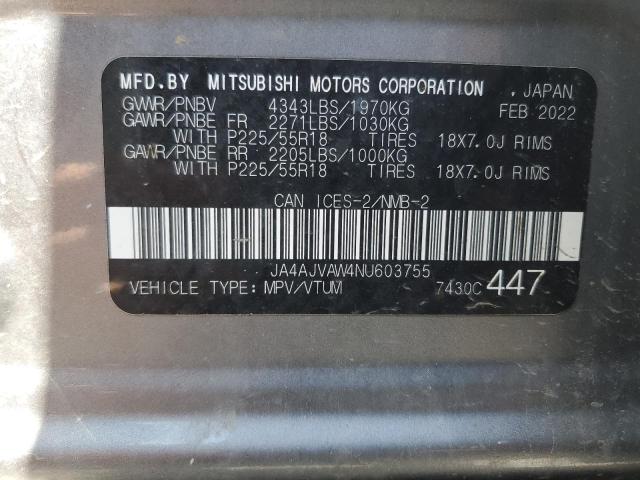 MFD.BY MITSUBISHI MOTORS CORPORATION , JAPAN
GWWR/PNBV 4343LBS/1970KG FEB 2022
GAWR/PNBE FR 2271LBS/1030KG
WITH P225/55R18 TIRES 18X7.0J RIMS
GAWR/PNBE RR 2205LBS/1000KG
WITH P225/55R18 TIRES 18X7.0J RIMS
CAN ICES-2/NMB-2
JA4AJVAW4NU603755
VEHICLE TYPE: MPV/VTUM 7430C 447